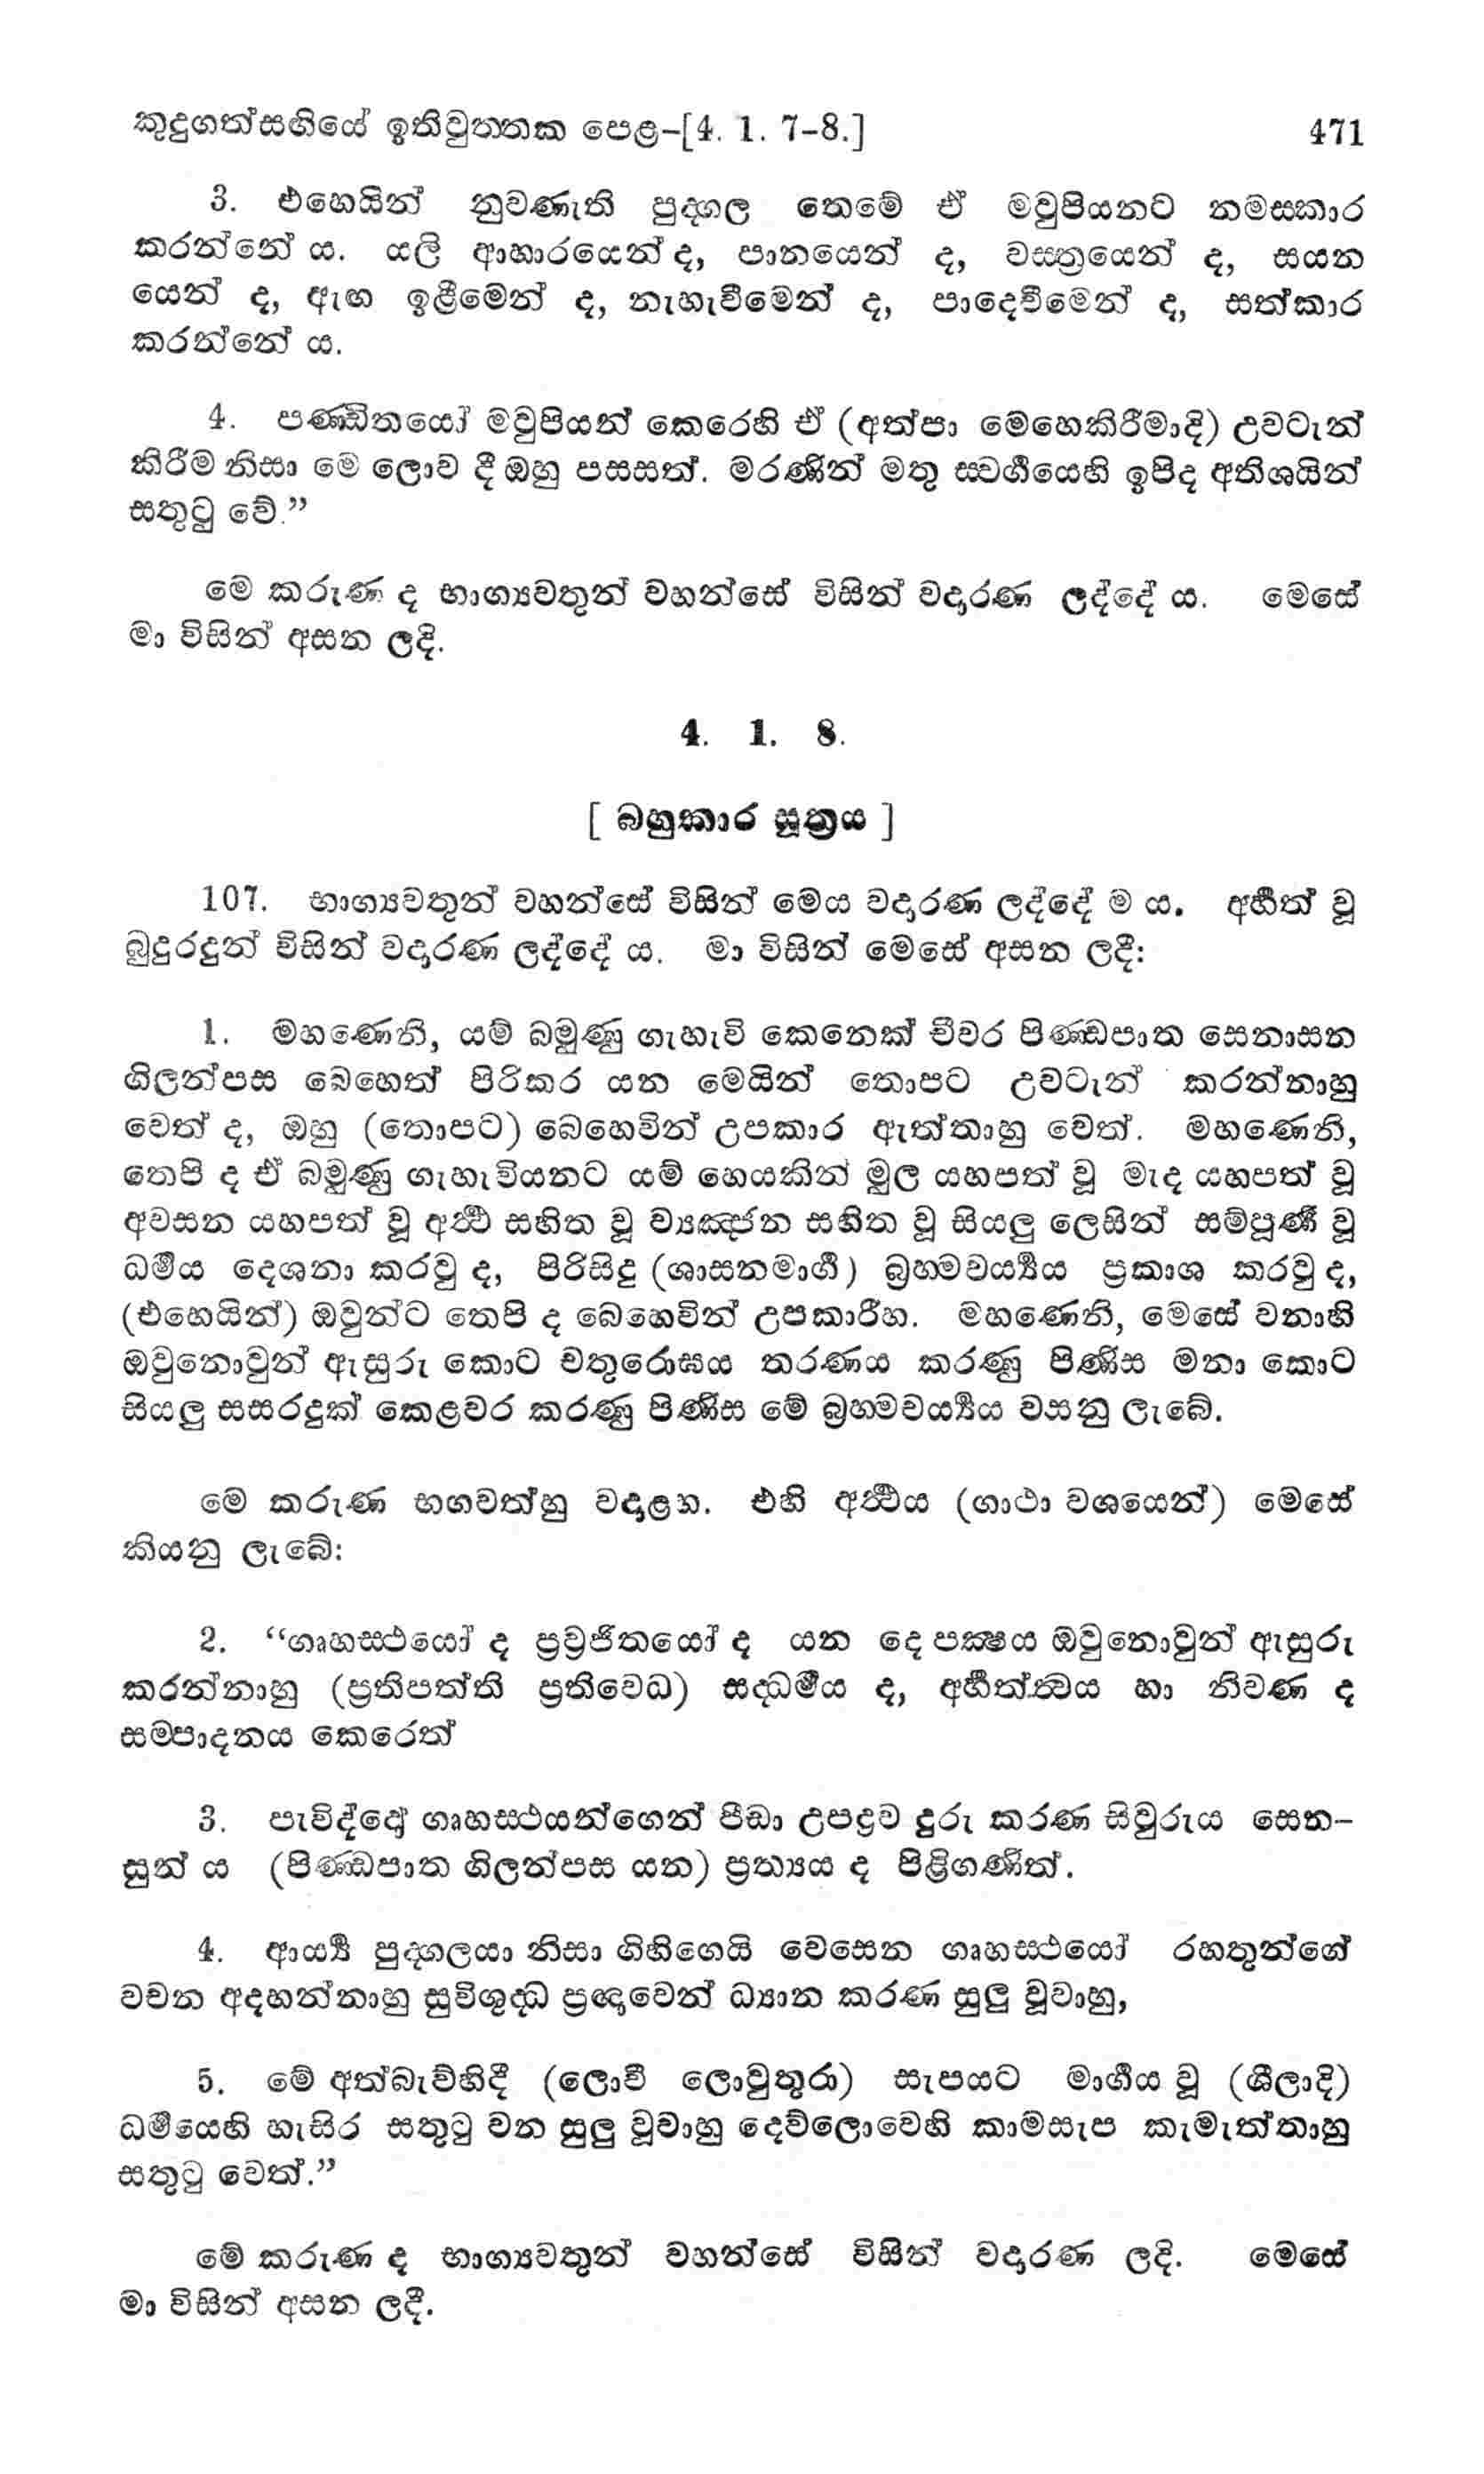 කුදුගත්සඟියේ ඉතිවුත්තක පෙළ–[4. 1. 7–8.] 471
3. එහෙයින් නුවණැති පුද්ගල තෙමේ ඒ මවුපියනට නමස්කාර
කරන්නේ ය. යලි ආහාරයෙන් ද, පානයෙන් ද, වස්ත්‍රයෙන් ද, සයන
යෙන් ද, ඇඟ ඉළීමෙන් ද, නැහැවීමෙන් ද, පාදෙවීමෙන් ද, සත්කාර
කරන්නේ ය.
4. පණ්ඩිතයෝ මවුපියන් කෙරෙහි ඒ (අත්පා මෙහෙකිරීමාදි) උවටැන්
කිරීම නිසා මෙ ලොව දී ඔහු පසසත්. මරණින් මතු ස්වර්‍ගයෙහි ඉපිද අතිශයින්
සතුටු වේ.”
මෙ කරුණ ද භාග්‍යවතුන් වහන්සේ විසින් වදාරණ ලද්දේ ය. මෙසේ
මා විසින් අසන ලදි.
4. 1. 8.
[ බහුකාර සූත්‍රය ]
107. භාග්‍යවතුන් වහන්සේ විසින් මෙය වදාරණ ලද්දේ ම ය. අර්‍හත් වූ
බුදුරදුන් විසින් වදාරණ ලද්දේ ය. මා විසින් මෙසේ අසන ලදී:
1. මහණෙනි, යම් බමුණු ගැහැවි කෙනෙක් චීවර පිණ්ඩපාත සෙනාසන
ගිලන්පස බෙහෙත් පිරිකර යන මෙයින් තොපට උවටැන් කරන්නාහු
වෙත් ද, ඔහු (තොපට) බෙහෙවින් උපකාර ඇත්තාහු වෙත්. මහණෙනි,
තෙපි ද ඒ බමුණු ගැහැවියනට යම් හෙයකින් මුල යහපත් වූ මැද යහපත් වූ
අවසන යහපත් වූ අර්‍ථ සහිත වූ ව්‍යඤ්ජන සහිත වූ සියලු ලෙසින් සම්පූර්‍ණ වූ
ධර්‍මය දෙශනා කරවු ද, පිරිසිදු (ශාසනමාර්‍ග) බ්‍රහ්මචර්‍ය්‍යය ප්‍රකාශ කරවු ද,
(එහෙයින්) ඔවුන්ට තෙපි ද බෙහෙවින් උපකාරීහ. මහණෙනි, මෙසේ වනාහි
ඔවුනොවුන් ඇසුරු කොට චතුරොඝය තරණය කරණු පිණිස මනා කොට
සියලු සසරදුක් කෙළවර කරණු පිණිස මේ බ්‍රහ්මචර්‍ය්‍යය වසනු ලැබේ.
මෙ කරුණ භගවත්හු වදාළහ. එහි අර්‍ථය (ගාථා වශයෙන්) මෙසේ
කියනු ලැබේ:
2. “ගෘහස්ථයෝ ද ප්‍රව්‍රජිතයෝ ද යන දෙ පක්‍ෂය ඔවුනොවුන් ඇසුරු
කරන්නාහු (ප්‍රතිපත්ති ප්‍රතිවෙධ) සද්ධර්‍මය ද, අර්‍හත්ත්‍වය හා නිවණ ද
සම්පාදනය කෙරෙත්
3. පැවිද්දෝ ගෘහස්ථයන්ගෙන් පීඩා උපද්‍රව දුරු කරණ සිවුරුය සෙන–
සුන් ය (පිණ්ඩපාත ගිලන්පස යන) ප්‍රත්‍යය ද පිළිගණිත්.
4. ආර්‍ය්‍ය පුද්ගලයා නිසා ගිහිගෙයි වෙසෙන ගෘහස්ථයෝ රහතුන්ගේ
වචන අදහන්නාහු සුවිශුද්ධ ප්‍රඥාවෙන් ධ්‍යාන කරණ සුලු වූවාහු,
5. මේ අත්බැව්හිදී (ලොවී ලොවුතුරා) සැපයට මාර්‍ගය වූ (ශීලාදි)
ධර්‍මයෙහි හැසිර සතුටු වන සුලු වූවාහු දෙව්ලොවෙහි කාමසැප කැමැත්තාහු
සතුටු වෙත්.”
මේ කරුණ ද භාග්‍යවතුන් වහන්සේ විසින් වදාරණ ලදි. මෙසේ
මා විසින් අසන ලදී.